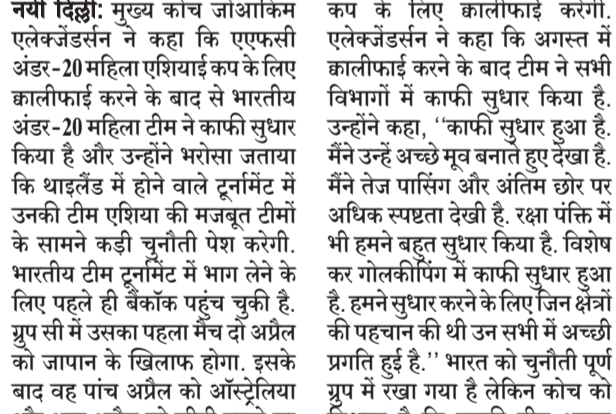 नयी दिल्ली: मुख्य कोच जोआकिम
एलेक्जेंडर्सन ने कहा कि एएफसी
अंडर-20 महिला एशियाई कप के लिए
क्वालीफाई करने के बाद से भारतीय
अंडर-20 महिला टीम ने काफी सुधार
किया है और उन्होंने भरोसा जताया
कि थाइलैंड में होने वाले टूर्नामेंट में
उनकी टीम एशिया की मजबूत टीमों
के सामने कड़ी चुनौती पेश करेगी.
भारतीय टीम टूर्नामेंट में भाग लेने के
लिए पहले ही बैंकॉक पहुंच चुकी है.
ग्रुप सी में उसका पहला मैच दो अप्रैल
को जापान के खिलाफ होगा. इसके
बाद वह पांच अप्रैल को ऑस्ट्रेलिया
कप के लिए क्वालीफाई करेगी.
एलेक्जेंडर्सन ने कहा कि अगस्त में
क्वालीफाई करने के बाद टीम ने सभी
विभागों में काफी सुधार किया है.
उन्होंने कहा, ‘‘काफी सुधार हुआ है.
मैंने उन्हें अच्छे मूव बनाते हुए देखा है.
मैंने तेज पासिंग और अंतिम छोर पर
अधिक स्पष्टता देखी है. रक्षा पंक्ति में
भी हमने बहुत सुधार किया है. विशेष
कर गोलकीपिंग में काफी सुधार हुआ
है. हमने सुधार करने के लिए जिन क्षेत्रों
की पहचान की थी उन सभी में अच्छी
प्रगति हुई है.’’ भारत को चुनौती पूर्ण
ग्रुप में रखा गया है लेकिन कोच को